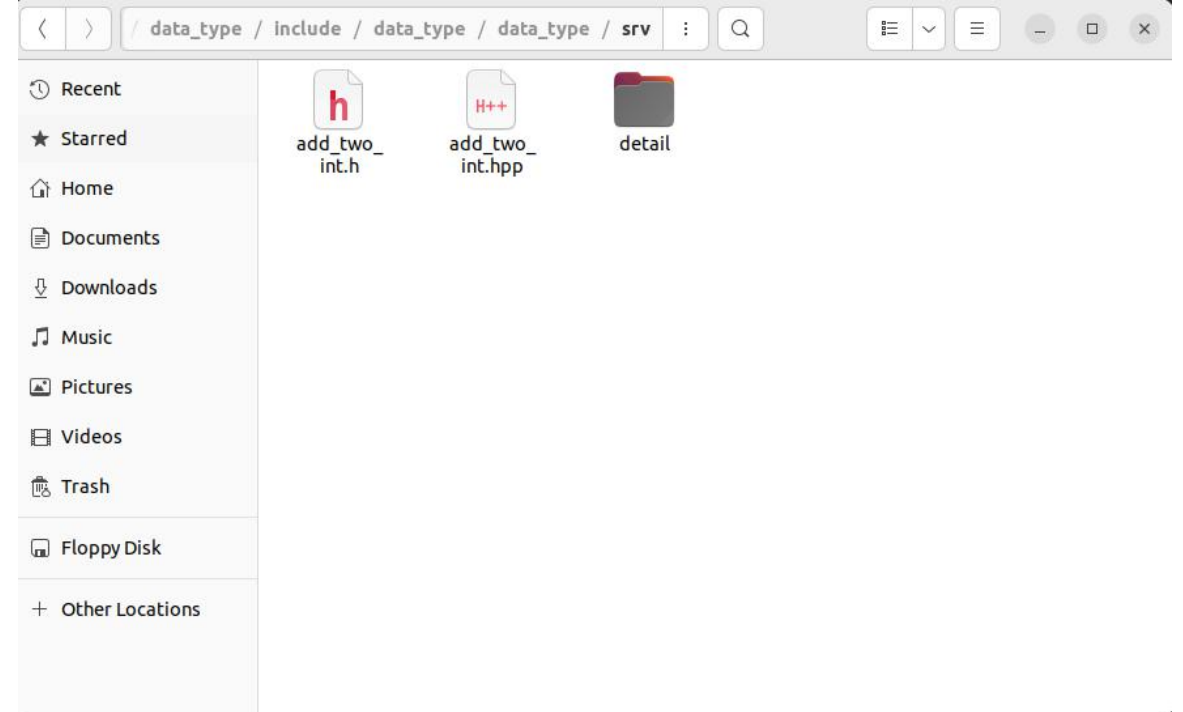 / data_type / include / data_type / data_type / srv
Recent
Starred
Home
Documents
Downloads
Music
Pictures
Videos
Trash
Floppy Disk
+ Other Locations
h
add_two_
int.h
H++
add_two_
int.hpp
detail